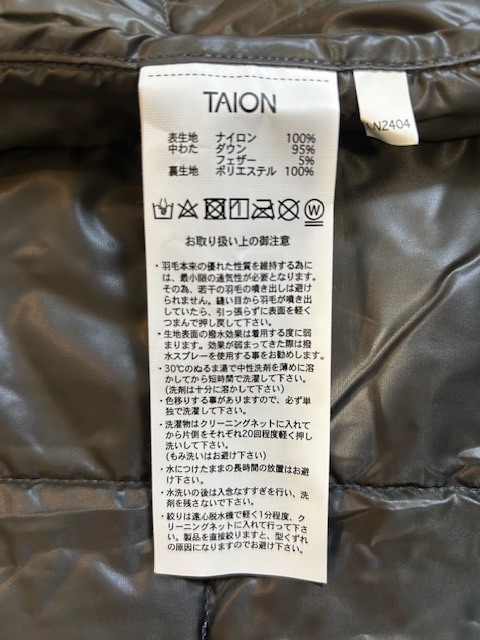 TAION
表生地 ナイロン 100%
中わた ダウン 95%
フェザー 5%
裏生地 ポリエステル 100%
W
お取り扱い上の御注意
・羽毛本来の優れた性質を維持する為に
は、最小限の通気性が必要となります。
その為、若干の羽毛の噴き出しは避け
られません。縫い目から羽毛が噴き出
していたら、引っ張らずに表面を軽く
つまんで押し戻して下さい。
・生地表面の撥水効果は着用する度に弱
まります。効果が弱まってきた際は撥
水スプレーを使用する事をお勧めします。
・30℃のぬるま湯で中性洗剤を薄めに溶
かしてから短時間で洗濯して下さい。
(洗剤は十分に溶かして下さい)
・色移りする事がありますので、必ず単
独で洗濯して下さい。
・洗濯物はクリーニングネットに入れて
から片側をそれぞれ20回程度軽く押し
洗いして下さい。
(もみ洗いはお避け下さい)
・水につけたままの長時間の放置はお避け
下さい。
・水洗いの後は入念なすすぎを行い、洗
剤を残さないで下さい。
・絞りは遠心脱水機で軽く1分程度、ク
リーニングネットに入れて行って下さ
い。製品を直接絞りますと、型くずれ
の原因になりますのでお避け下さい。
N2404